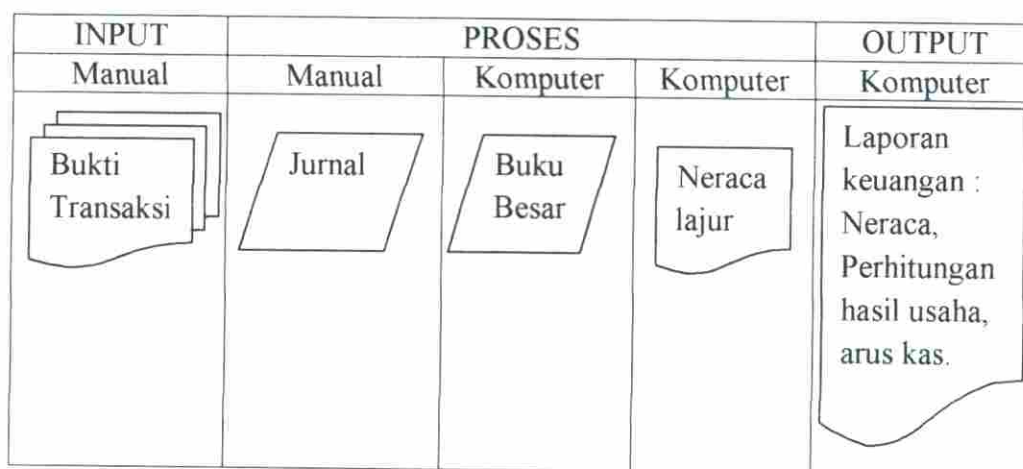 INPUT
PROSES
OUTPUT
Manual
Manual
Komputer
Komputer
Komputer
Bukti
Transaksi
Jurnal
Buku
Besar
Neraca
lajur
Laporan
keuangan :
Neraca,
Perhitungan
hasil usaha,
arus kas.